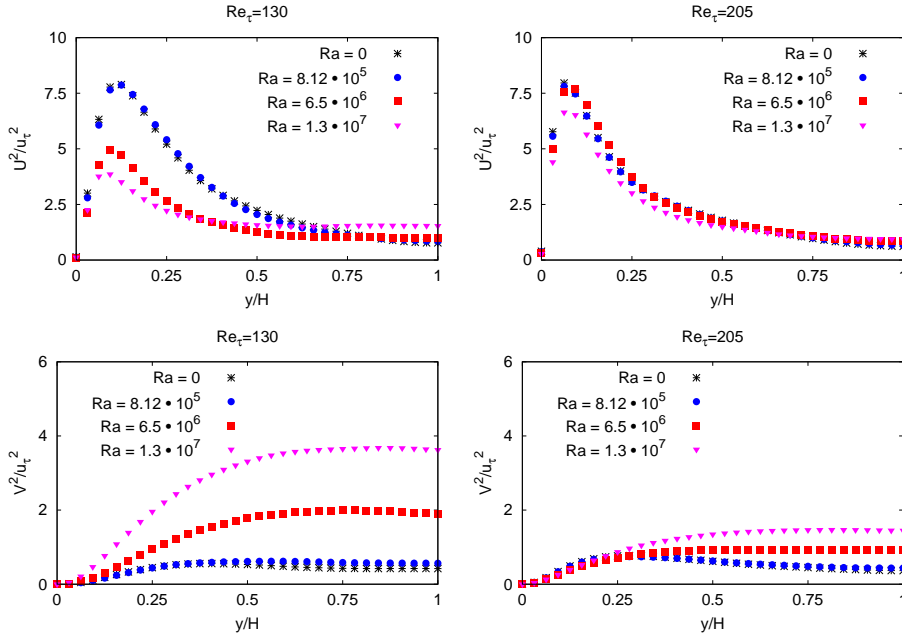 Re_τ=130
U²/u_τ²
10
7.5
5
2.5
0
Ra = 0
Ra = 8.12 • 10⁵
Ra = 6.5 • 10⁶
Ra = 1.3 • 10⁷
0 0.25 0.5 0.75 1
y/H
Re_τ=205
U²/u_τ²
10
7.5
5
2.5
0
Ra = 0
Ra = 8.12 • 10⁵
Ra = 6.5 • 10⁶
Ra = 1.3 • 10⁷
0 0.25 0.5 0.75 1
y/H
Re_τ=130
V²/u_τ²
6
4
2
0
Ra = 0
Ra = 8.12 • 10⁵
Ra = 6.5 • 10⁶
Ra = 1.3 • 10⁷
0 0.25 0.5 0.75 1
y/H
Re_τ=205
V²/u_τ²
6
4
2
0
Ra = 0
Ra = 8.12 • 10⁵
Ra = 6.5 • 10⁶
Ra = 1.3 • 10⁷
0 0.25 0.5 0.75 1
y/H